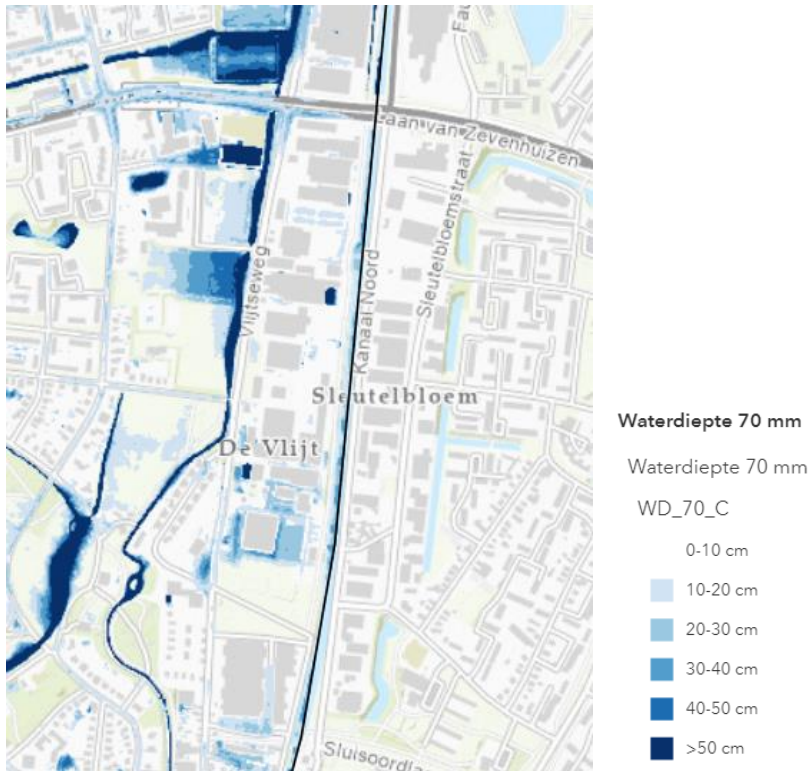 Laan van Zevenhuizen
Sleutelbloemstraat
Vlijtseweg
Kanaal Noord
Sleutelbloem
De Vlijt
Waterdiepte 70 mm
Waterdiepte 70 mm
WD_70_C
0-10 cm
10-20 cm
20-30 cm
30-40 cm
40-50 cm
>50 cm